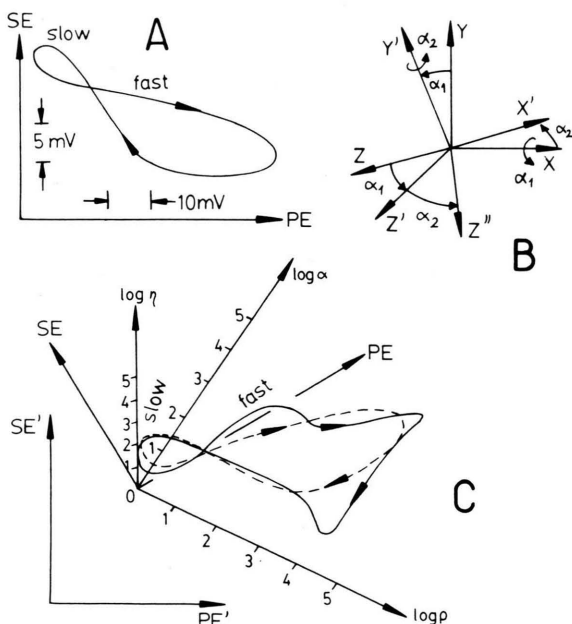 SE
slow
A
fast
5 mV
10mV
PE
Y'
α₂
Y
α₁
X'
α₂
X
α₁
Z
α₁
Z'
α₂
Z"
B
log η
log α
SE
5
4
3
2
1
5
4
3
2
1
slow
fast
PE
SE'
C
0
1
2
3
4
5
PE'
logρ